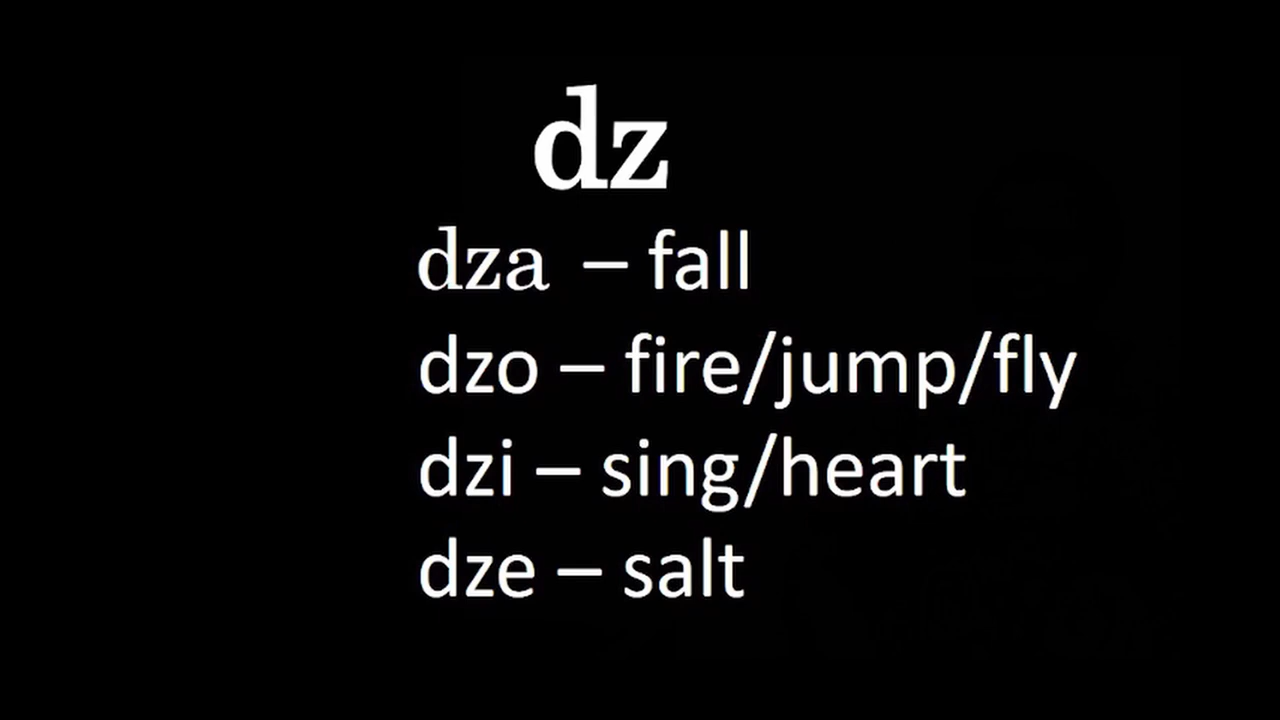 dz
dza – fall
dzo – fire/jump/fly
dzi – sing/heart
dze – salt